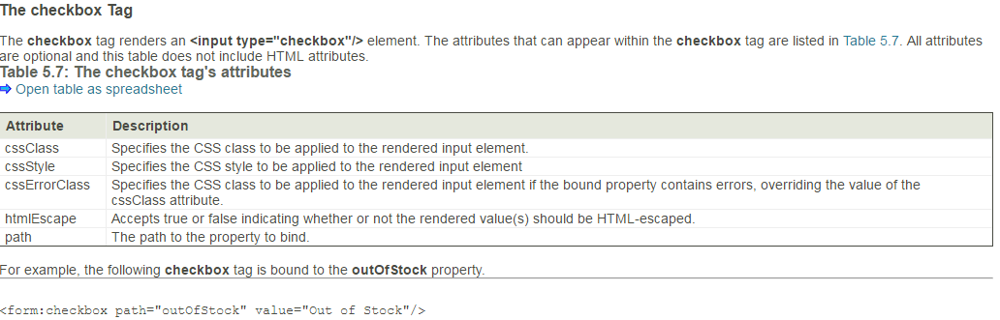 The checkbox Tag
The checkbox tag renders an <input type="checkbox"/> element. The attributes that can appear within the checkbox tag are listed in Table 5.7. All attributes
are optional and this table does not include HTML attributes.
Table 5.7: The checkbox tag's attributes
Open table as spreadsheet
Attribute Description
cssClass Specifies the CSS class to be applied to the rendered input element.
cssStyle Specifies the CSS style to be applied to the rendered input element
cssErrorClass Specifies the CSS class to be applied to the rendered input element if the bound property contains errors, overriding the value of the
cssClass attribute.
htmlEscape Accepts true or false indicating whether or not the rendered value(s) should be HTML-escaped.
path The path to the property to bind.
For example, the following checkbox tag is bound to the outOfStock property.
<form:checkbox path="outOfStock" value="Out of Stock"/>